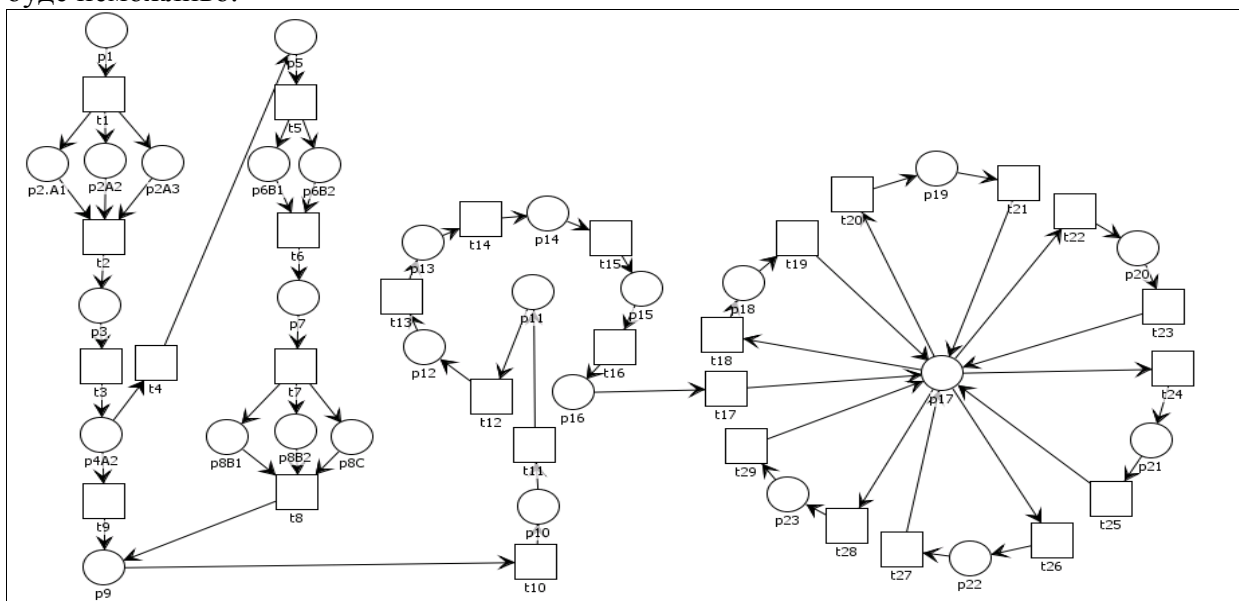 буде неможливо.
p1
t1
p2.A1
p2A2
p2A3
t2
p3
t3
p4A2
t9
p9
t4
p5
t5
p6B1
p6B2
t6
p7
t7
p8B1
p8B2
p8C
t8
t10
p10
t11
p11
t12
p12
t13
p13
t14
p14
t15
p15
t16
p16
t17
p17
t18
p18
t19
t20
p19
t21
t22
p20
t23
t24
p21
t25
t26
p22
t27
t28
p23
t29